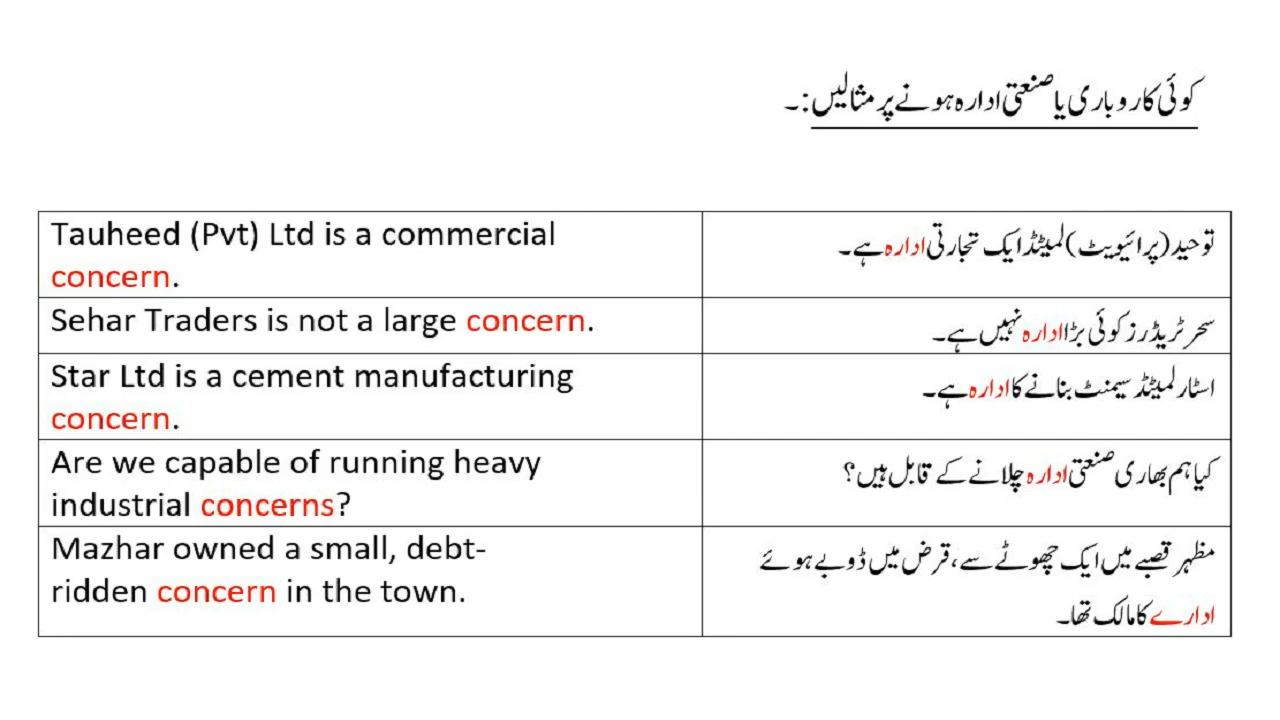 کوئی کاروباری یا صنعتی ادارہ ہونے پر مثالیں:۔
Tauheed (Pvt) Ltd is a commercial
concern.
توحید (پرائیویٹ) لمیٹڈ ایک تجارتی ادارہ ہے۔
Sehar Traders is not a large concern.
سحر ٹریڈرز کوئی بڑا ادارہ نہیں ہے۔
Star Ltd is a cement manufacturing
concern.
اسٹار لمیٹڈ سیمنٹ بنانے کا ادارہ ہے۔
Are we capable of running heavy
industrial concerns?
کیا ہم بھاری صنعتی ادارہ چلانے کے قابل ہیں؟
Mazhar owned a small, debt-
ridden concern in the town.
مظہر قصبے میں ایک چھوٹے سے، قرض میں ڈوبے ہوئے
ادارے کا مالک تھا۔